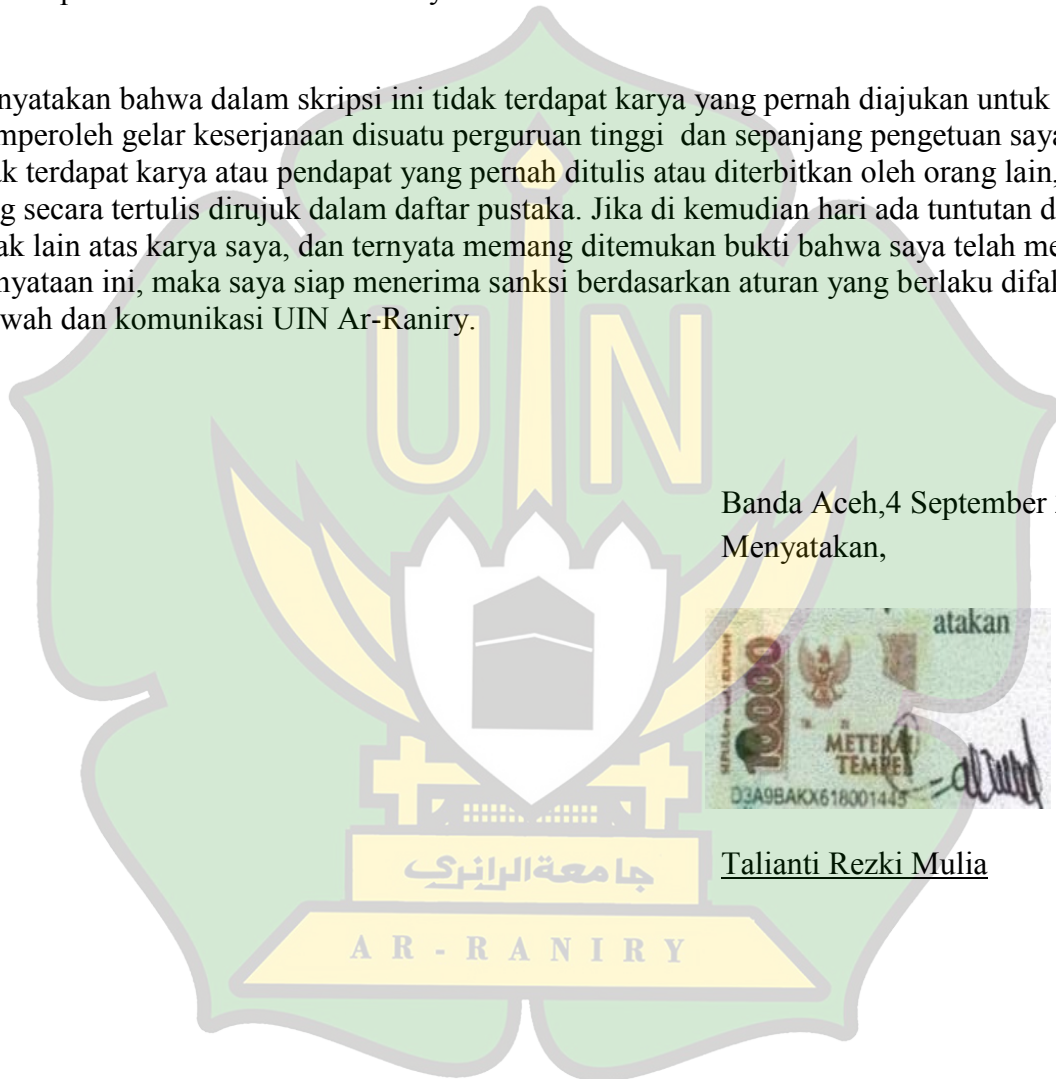 nyatakan bahwa dalam skripsi ini tidak terdapat karya yang pernah diajukan untuk
mperoleh gelar keserjanaan disuatu perguruan tinggi dan sepanjang pengetuan saya
ak terdapat karya atau pendapat yang pernah ditulis atau diterbitkan oleh orang lain,
g secara tertulis dirujuk dalam daftar pustaka. Jika di kemudian hari ada tuntutan d
ak lain atas karya saya, dan ternyata memang ditemukan bukti bahwa saya telah me
nyataan ini, maka saya siap menerima sanksi berdasarkan aturan yang berlaku difal
wah dan komunikasi UIN Ar-Raniry.
UIN
Banda Aceh,4 September
Menyatakan,
atakan
SEPULUH RIBU RUPIAH
10000
METERAI
TEMPEL
D3A9BAKX618001445
Talianti Rezki Mulia
جامعة الرانري
AR-RANIRY